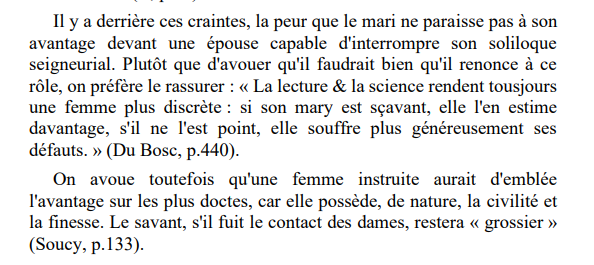 Il y a derrière ces craintes, la peur que le mari ne paraisse pas à son
avantage devant une épouse capable d'interrompre son soliloque
seigneurial. Plutôt que d'avouer qu'il faudrait bien qu'il renonce à ce
rôle, on préfère le rassurer : « La lecture & la science rendent tousjours
une femme plus discrète : si son mary est sçavant, elle l'en estime
davantage, s'il ne l'est point, elle souffre plus généreusement ses
défauts. » (Du Bosc, p.440).
On avoue toutefois qu'une femme instruite aurait d'emblée
l'avantage sur les plus doctes, car elle possède, de nature, la civilité et
la finesse. Le savant, s'il fuit le contact des dames, restera « grossier »
(Soucy, p.133).